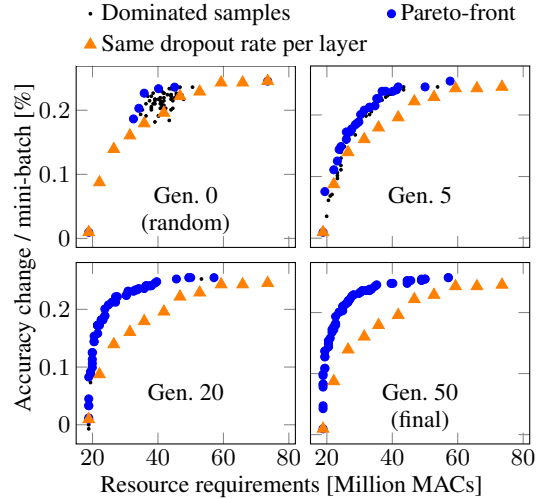 Dominated samples
Pareto-front
Same dropout rate per layer
Accuracy change / mini-batch [%]
0.2
0.1
0
Gen. 0
(random)
Gen. 5
0.2
0.1
0
Gen. 20
Gen. 50
(final)
20 40 60 80
20 40 60 80
Resource requirements [Million MACs]